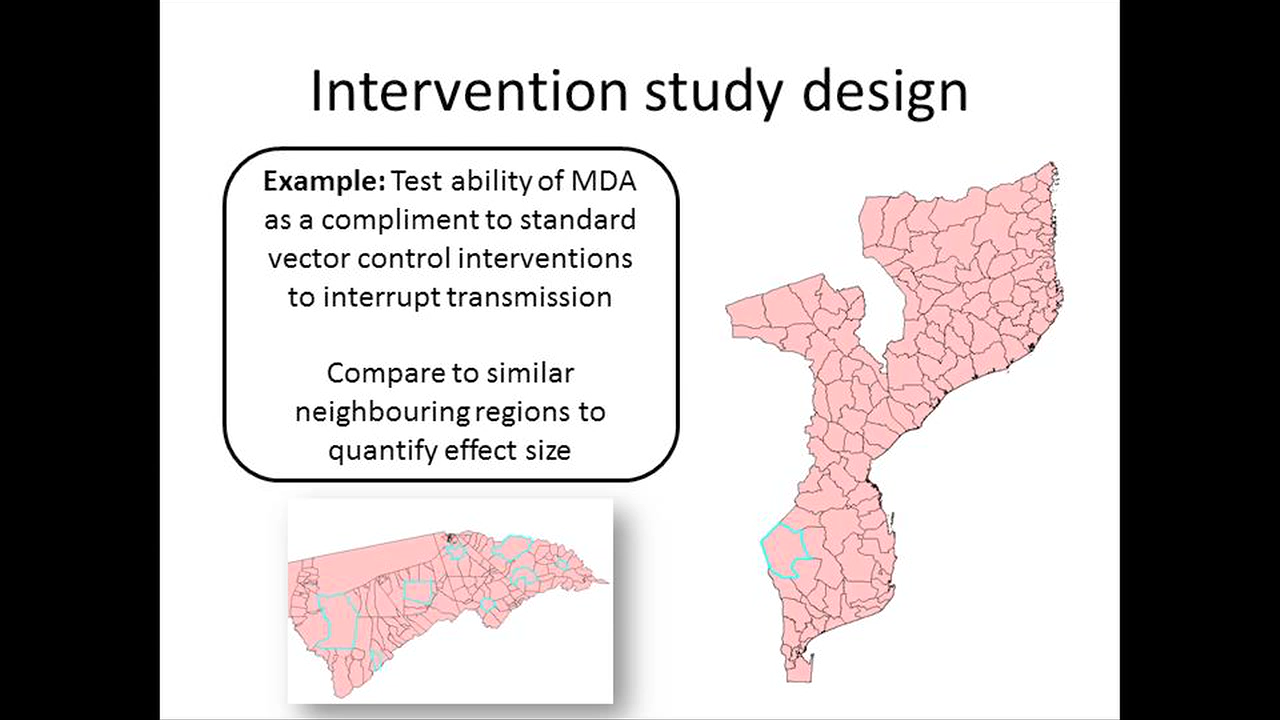 Intervention study design
Example: Test ability of MDA
as a compliment to standard
vector control interventions
to interrupt transmission
Compare to similar
neighbouring regions to
quantify effect size